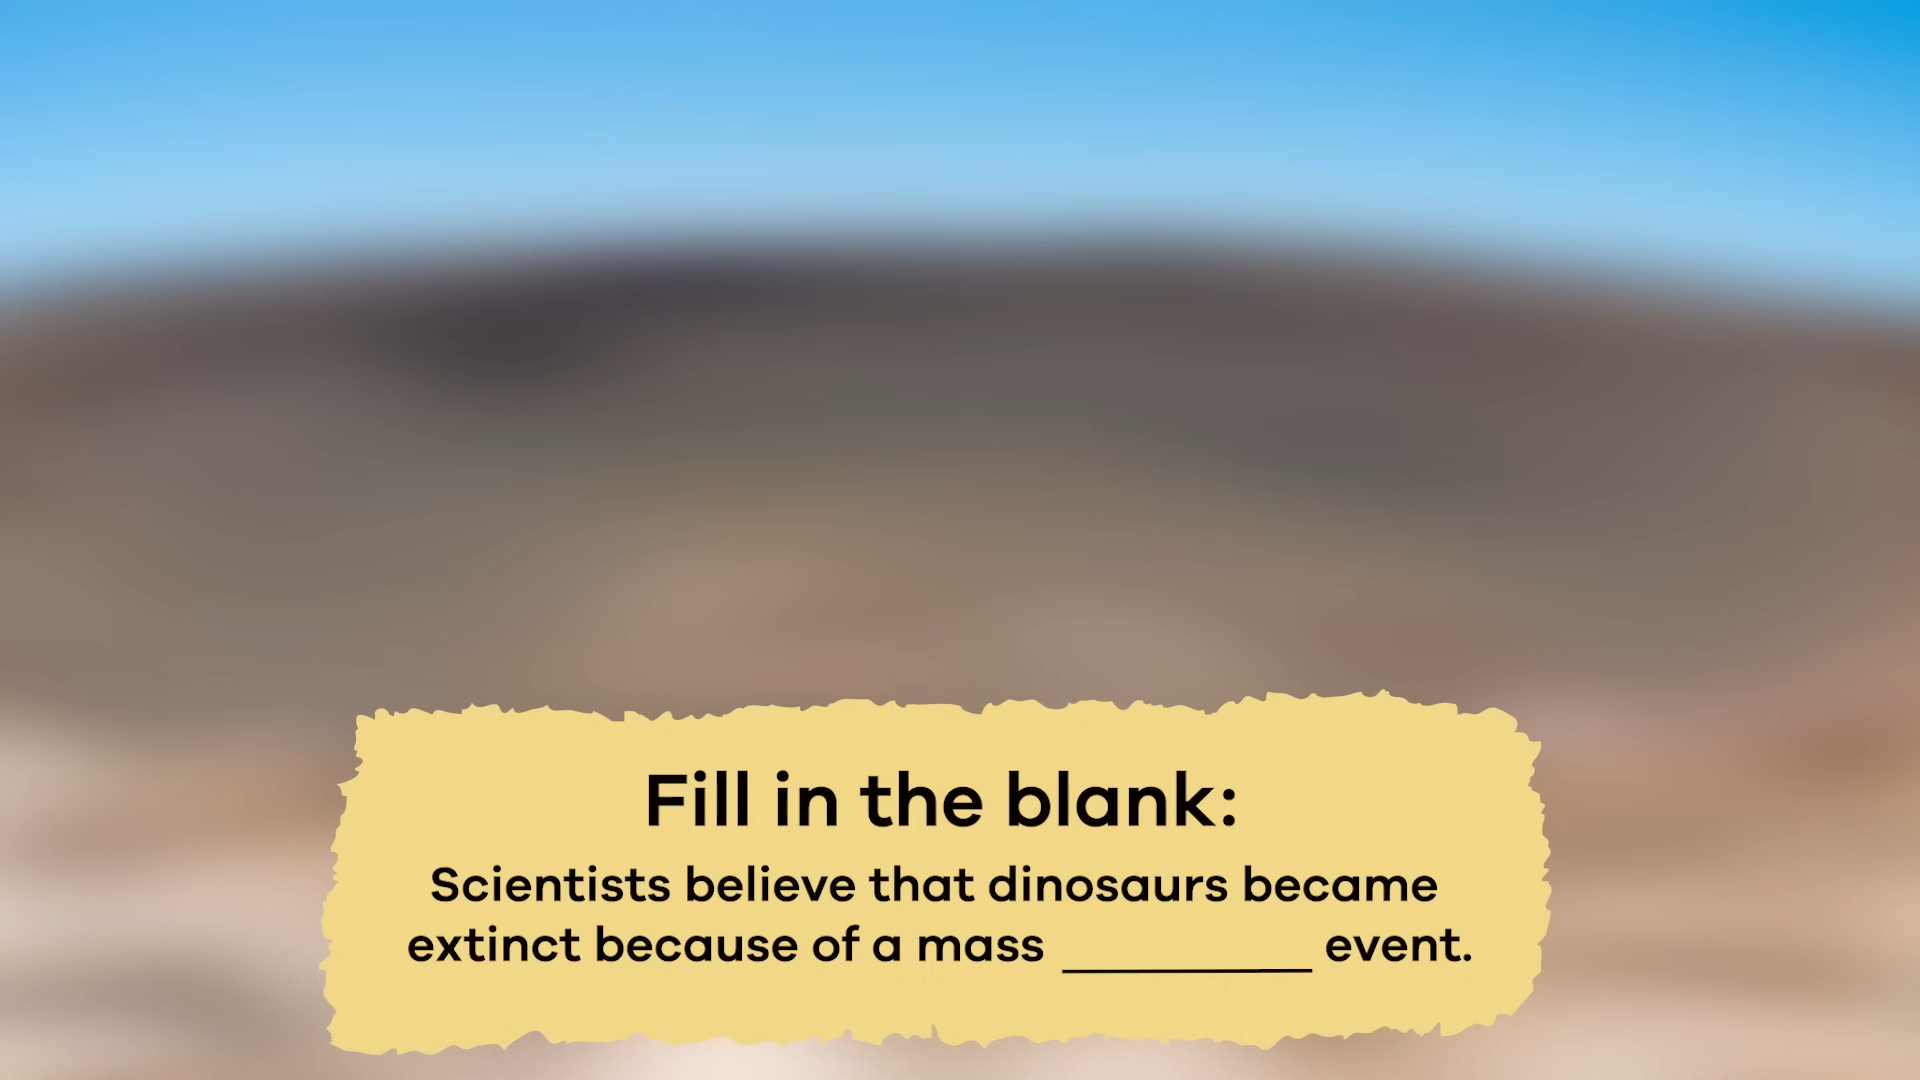 Fill in the blank:
Scientists believe that dinosaurs became
extinct because of a mass __________ event.